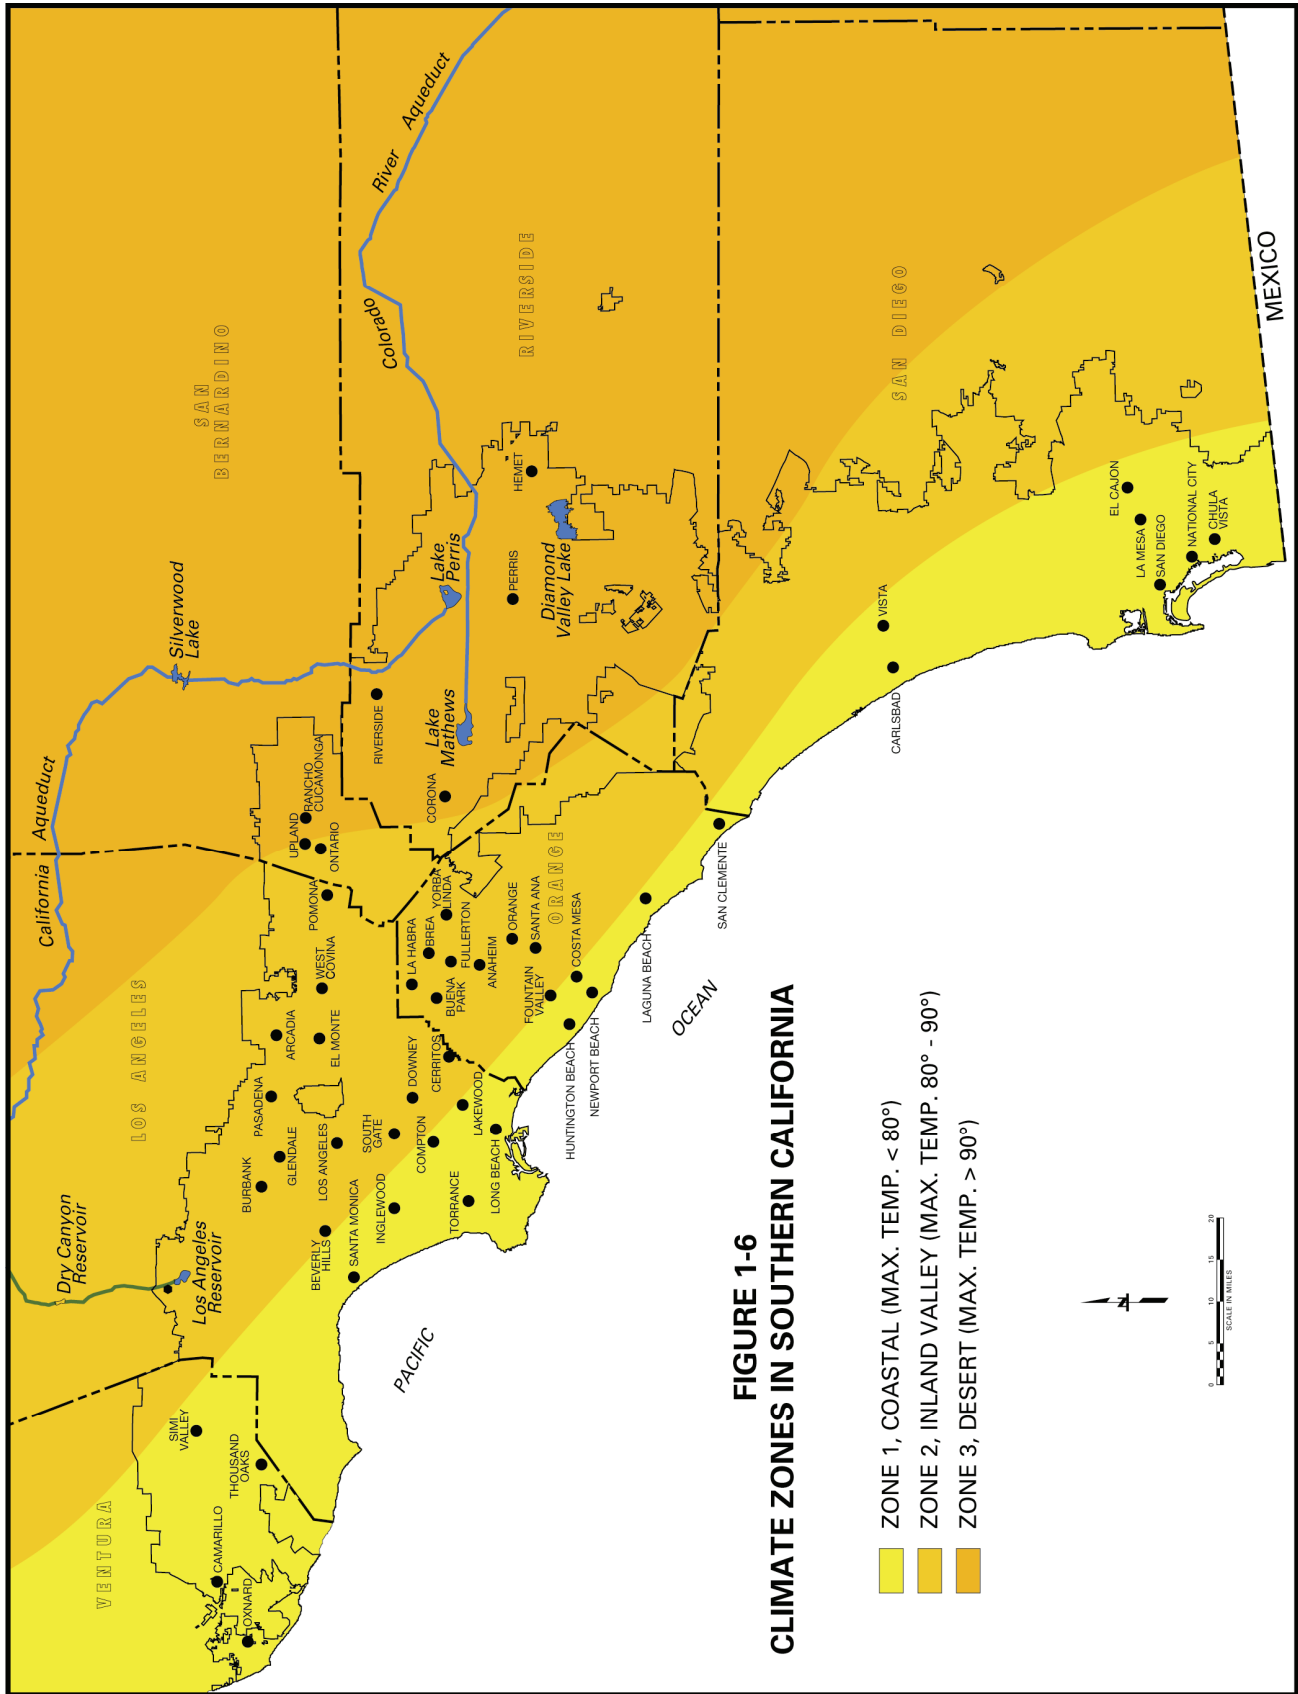 California Aqueduct
Dry Canyon
Reservoir
Silverwood
Lake
Los Angeles
Reservoir
Colorado River Aqueduct
Lake
Perris
Lake
Mathews
Diamond
Valley Lake
VENTURA
LOS ANGELES
SAN
BERNARDINO
RIVERSIDE
ORANGE
SAN DIEGO
SIMI
VALLEY
THOUSAND
OAKS
CAMARILLO
OXNARD
BURBANK
GLENDALE
PASADENA
ARCADIA
EL MONTE
WEST
COVINA
POMONA
UPLAND
RANCHO
CUCAMONGA
ONTARIO
LOS ANGELES
BEVERLY
HILLS
SANTA MONICA
INGLEWOOD
SOUTH
GATE
COMPTON
DOWNEY
CERRITOS
LAKEWOOD
TORRANCE
LONG BEACH
LA HABRA
BREA
YORBA
LINDA
FULLERTON
BUENA
PARK
ANAHEIM
ORANGE
SANTA ANA
FOUNTAIN
VALLEY
COSTA MESA
HUNTINGTON BEACH
NEWPORT BEACH
LAGUNA BEACH
SAN CLEMENTE
RIVERSIDE
CORONA
PERRIS
HEMET
VISTA
CARLSBAD
EL CAJON
LA MESA
SAN DIEGO
NATIONAL CITY
CHULA
VISTA
PACIFIC
OCEAN
MEXICO
FIGURE 1-6
CLIMATE ZONES IN SOUTHERN CALIFORNIA
ZONE 1, COASTAL (MAX. TEMP. < 80°)
ZONE 2, INLAND VALLEY (MAX. TEMP. 80° - 90°)
ZONE 3, DESERT (MAX. TEMP. > 90°)
N
0 5 10 15 20
SCALE IN MILES